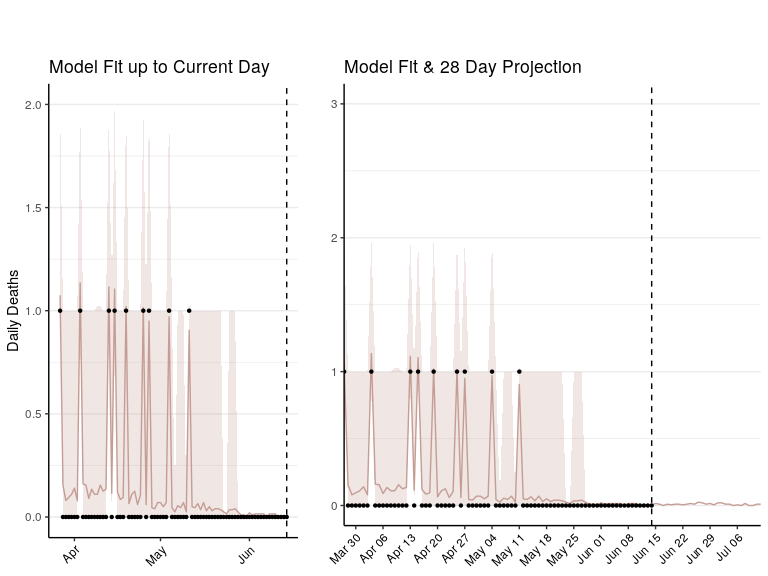 Model Fit up to Current Day
Daily Deaths
2.0
1.5
1.0
0.5
0.0
Apr
May
Jun
Model Fit & 28 Day Projection
3
2
1
0
Mar 30
Apr 06
Apr 13
Apr 20
Apr 27
May 04
May 11
May 18
May 25
Jun 01
Jun 08
Jun 15
Jun 22
Jun 29
Jul 06